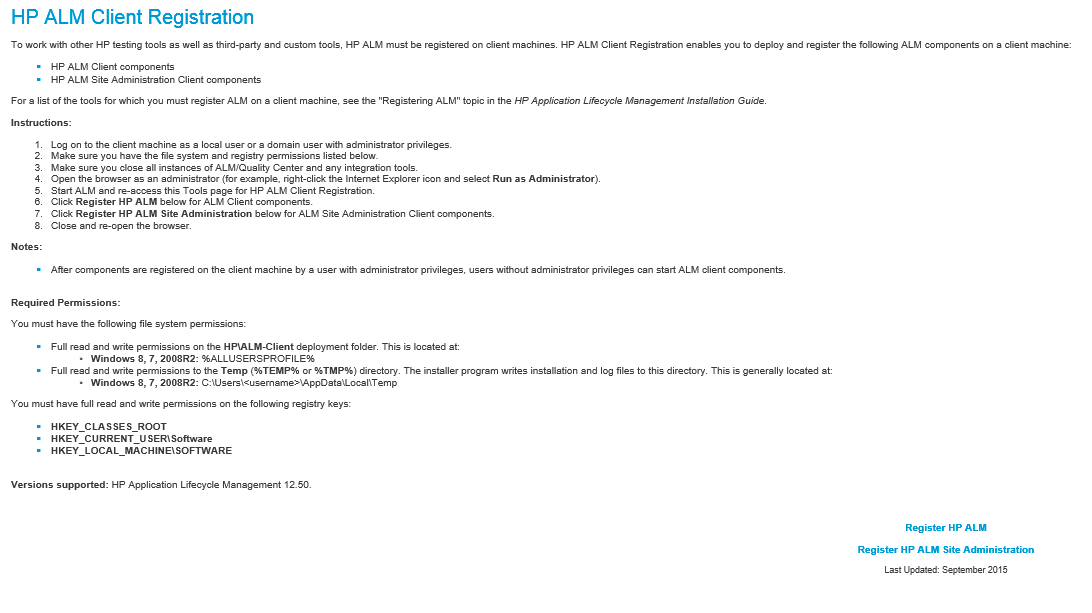 HP ALM Client Registration
To work with other HP testing tools as well as third-party and custom tools, HP ALM must be registered on client machines. HP ALM Client Registration enables you to deploy and register the following ALM components on a client machine:
▪ HP ALM Client components
▪ HP ALM Site Administration Client components
For a list of the tools for which you must register ALM on a client machine, see the "Registering ALM" topic in the HP Application Lifecycle Management Installation Guide.
Instructions:
1. Log on to the client machine as a local user or a domain user with administrator privileges.
2. Make sure you have the file system and registry permissions listed below.
3. Make sure you close all instances of ALM/Quality Center and any integration tools.
4. Open the browser as an administrator (for example, right-click the Internet Explorer icon and select Run as Administrator).
5. Start ALM and re-access this Tools page for HP ALM Client Registration.
6. Click Register HP ALM below for ALM Client components.
7. Click Register HP ALM Site Administration below for ALM Site Administration Client components.
8. Close and re-open the browser.
Notes:
▪ After components are registered on the client machine by a user with administrator privileges, users without administrator privileges can start ALM client components.
Required Permissions:
You must have the following file system permissions:
▪ Full read and write permissions on the HP\ALM-Client deployment folder. This is located at:
▪ Windows 8, 7, 2008R2: %ALLUSERSPROFILE%
▪ Full read and write permissions to the Temp (%TEMP% or %TMP%) directory. The installer program writes installation and log files to this directory. This is generally located at:
▪ Windows 8, 7, 2008R2: C:\Users\<username>\AppData\Local\Temp
You must have full read and write permissions on the following registry keys:
▪ HKEY_CLASSES_ROOT
▪ HKEY_CURRENT_USER\Software
▪ HKEY_LOCAL_MACHINE\SOFTWARE
Versions supported: HP Application Lifecycle Management 12.50.
Register HP ALM
Register HP ALM Site Administration
Last Updated: September 2015